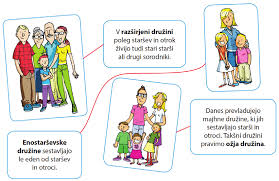 V razširjeni družini
poleg staršev in otrok
živijo tudi stari starši
ali drugi sorodniki.
Danes prevladujejo
majhne družine, ki jih
sestavljajo starši in
otroci. Takšni družini
pravimo ožja družina.
Enostarševske
družine sestavljajo
le eden od staršev
in otroci.